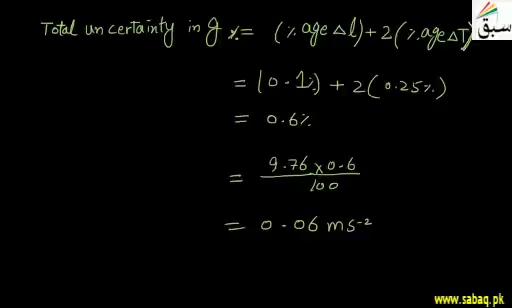 Total uncertainty in g % = (%age Δl) + 2(%age ΔT)
سبق
= (0.1%) + 2(0.25%)
= 0.6%
= 9.76 x 0.6 / 100
= 0.06 ms⁻²
www.sabaq.pk